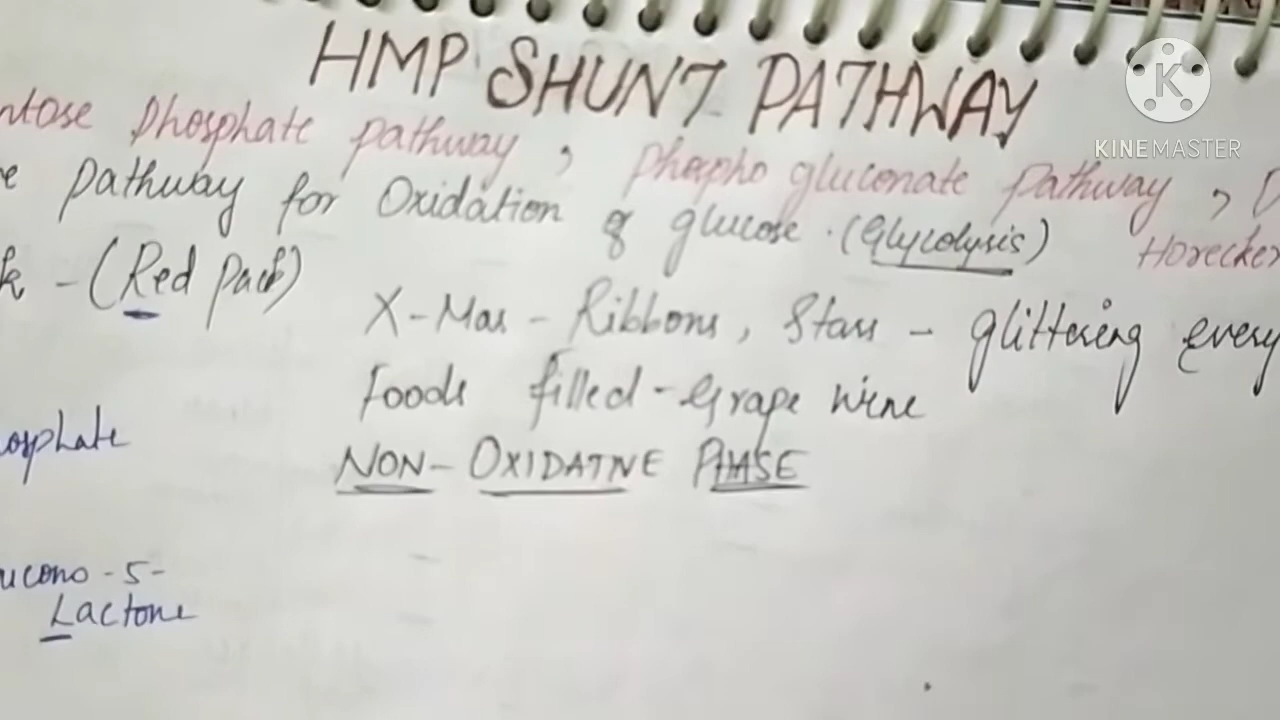 HMP SHUNT PATHWAY
KINEMASTER
ntose phosphate pathway, phospho gluconate pathway, D
e pathway for Oxidation of glucose. (Glycolysis) Horecker
k - (Red pack)
X-Mas - Ribbons, Stars - glittering every
Foods filled - Grape wine
osphate
NON-OXIDATIVE PHASE
ucono-5-
Lactone